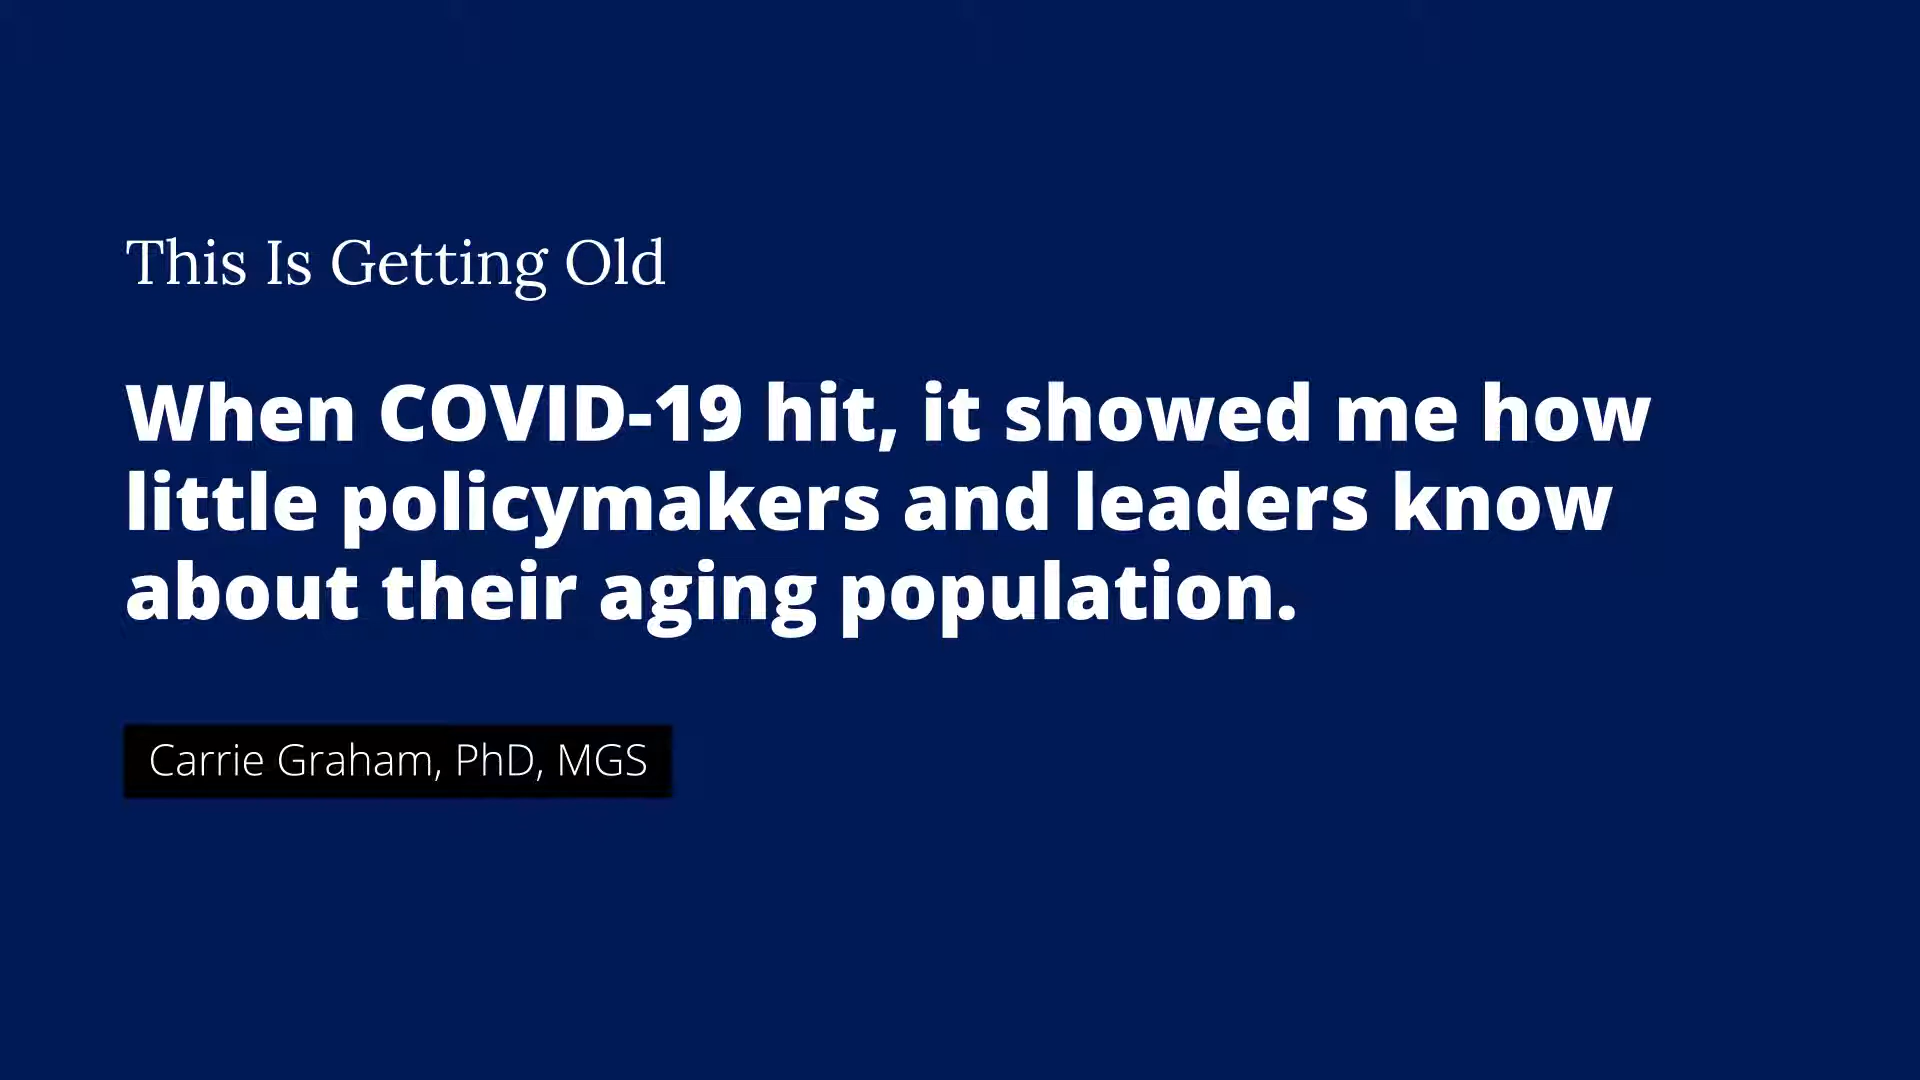 This Is Getting Old
When COVID-19 hit, it showed me how
little policymakers and leaders know
about their aging population.
Carrie Graham, PhD, MGS